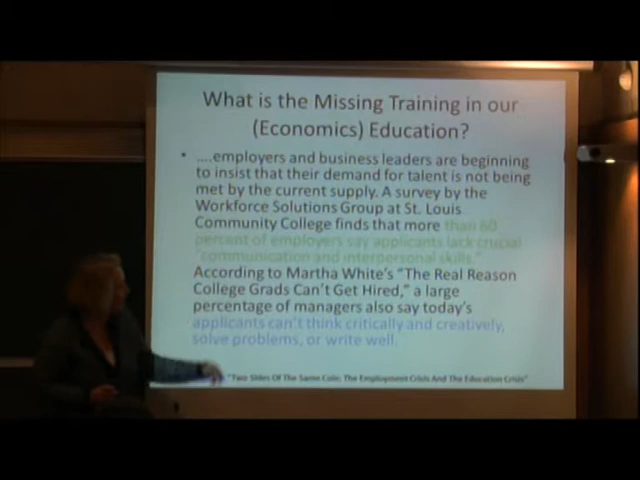 What is the Missing Training in our
(Economics) Education?
• ....employers and business leaders are beginning
to insist that their demand for talent is not being
met by the current supply. A survey by the
Workforce Solutions Group at St. Louis
Community College finds that more than 60
percent of employers say applicants lack crucial
"communication and interpersonal skills."
According to Martha White's "The Real Reason
College Grads Can't Get Hired," a large
percentage of managers also say today's
applicants can't think critically and creatively,
solve problems, or write well.
"Two Sides Of The Same Coin: The Employment Crisis And The Education Crisis"